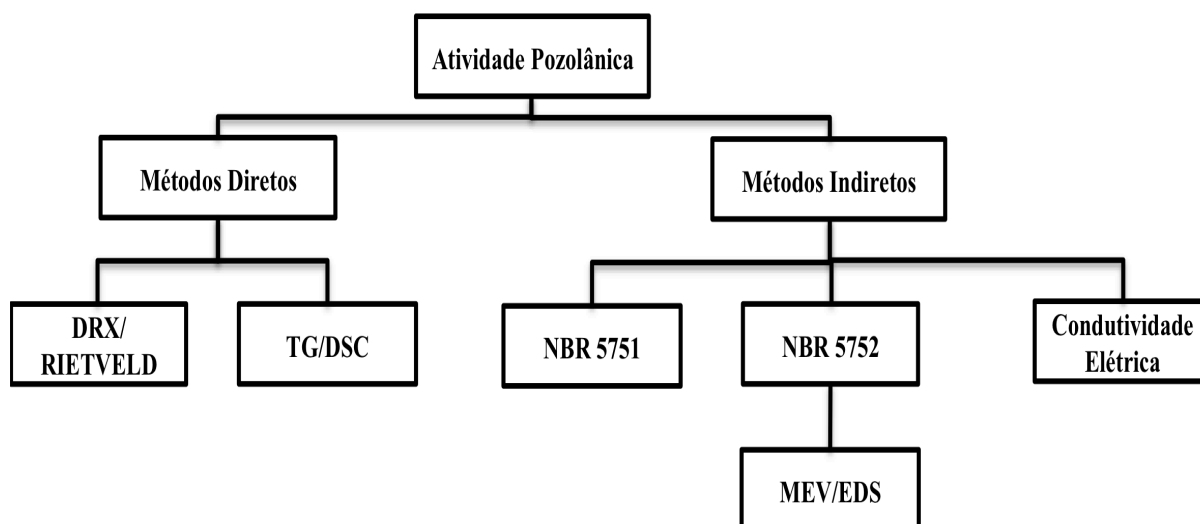 Atividade Pozolânica
Métodos Diretos
Métodos Indiretos
DRX/
RIETVELD
TG/DSC
NBR 5751
NBR 5752
Condutividade
Elétrica
MEV/EDS